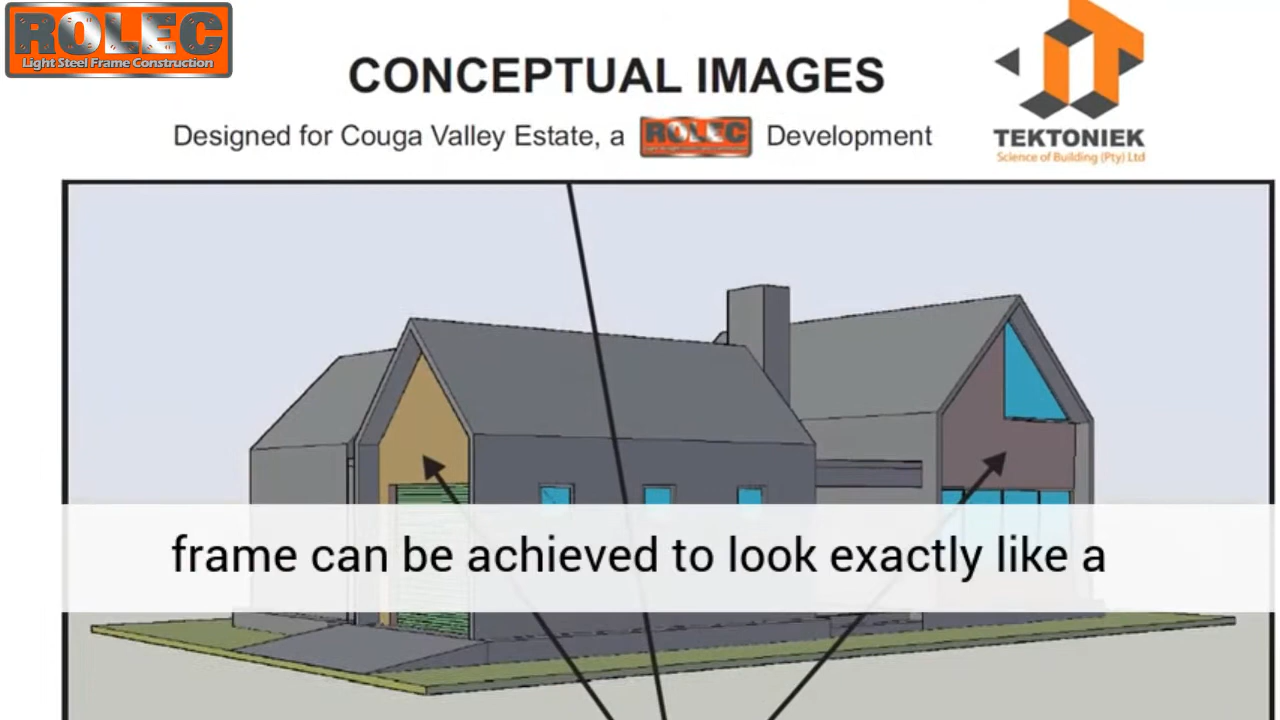 ROLEC
Light Steel Frame Construction
CONCEPTUAL IMAGES
Designed for Couga Valley Estate, a ROLEC Development
TEKTONIEK
Science of Building (Pty) Ltd
frame can be achieved to look exactly like a